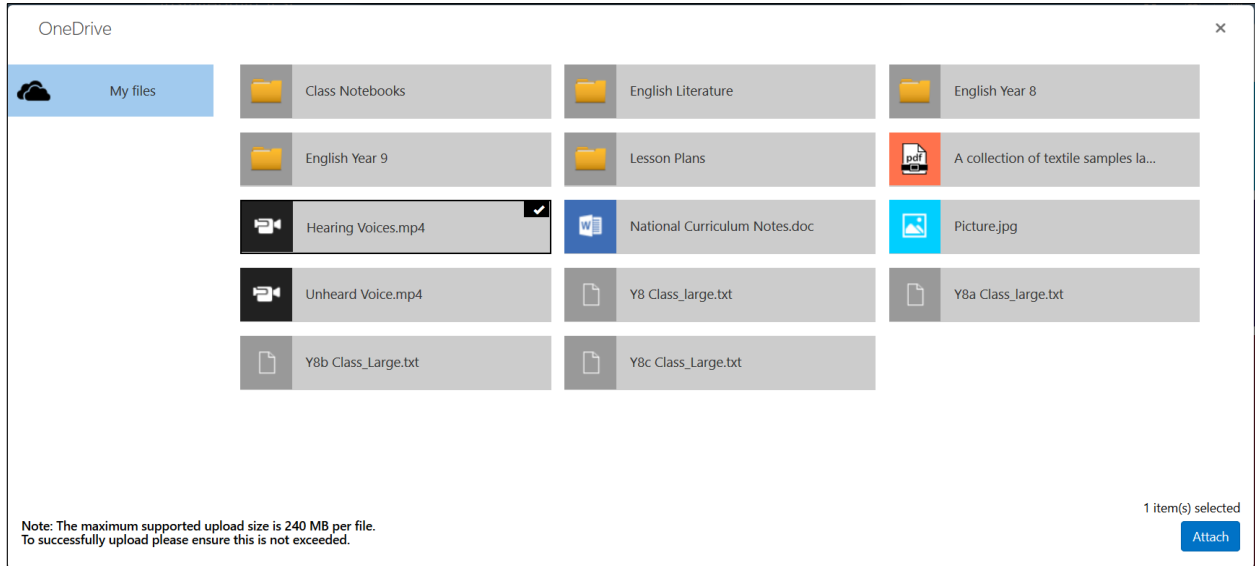 OneDrive
×
My files
Class Notebooks
English Literature
English Year 8
English Year 9
Lesson Plans
pdf
A collection of textile samples la...
Hearing Voices.mp4
W
National Curriculum Notes.doc
Picture.jpg
Unheard Voice.mp4
Y8 Class_large.txt
Y8a Class_large.txt
Y8b Class_Large.txt
Y8c Class_Large.txt
1 item(s) selected
Note: The maximum supported upload size is 240 MB per file.
To successfully upload please ensure this is not exceeded.
Attach